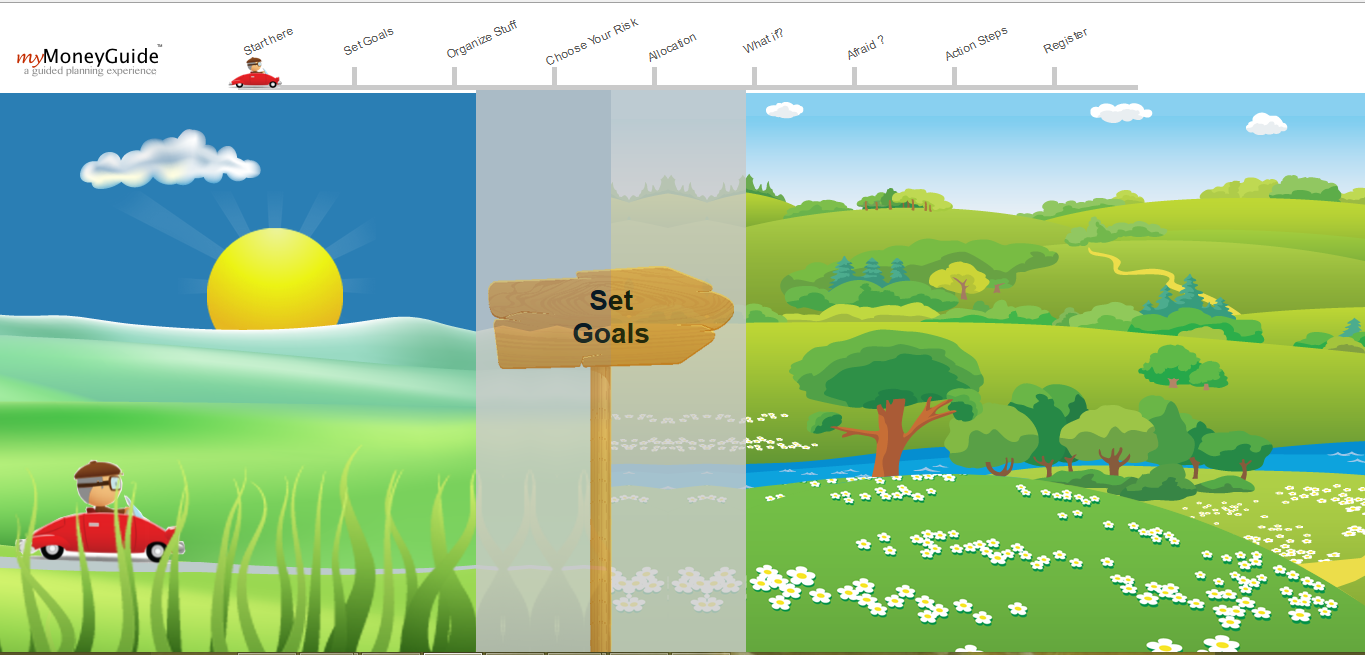 myMoneyGuide™
a guided planning experience
Start here
Set Goals
Organize Stuff
Choose Your Risk
Allocation
What if?
Afraid ?
Action Steps
Register
Set
Goals